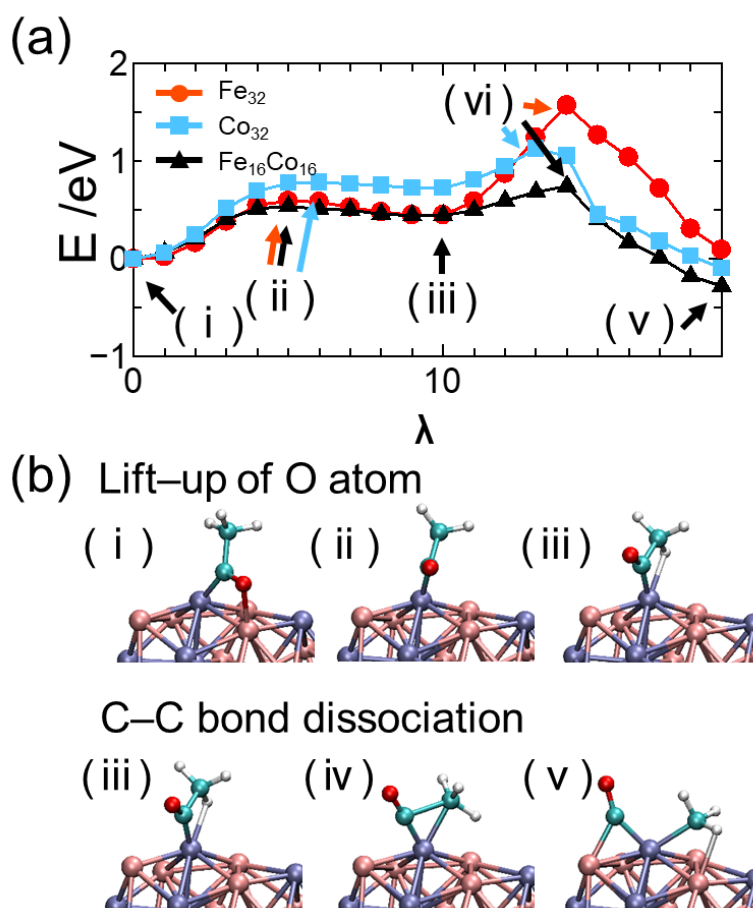 (a)
2
1
0
−1
E /eV
Fe32
Co32
Fe16Co16
(vi)
(i)
(ii)
(iii)
(v)
0
10
λ
(b) Lift–up of O atom
(i)
(ii)
(iii)
C–C bond dissociation
(iii)
(iv)
(v)